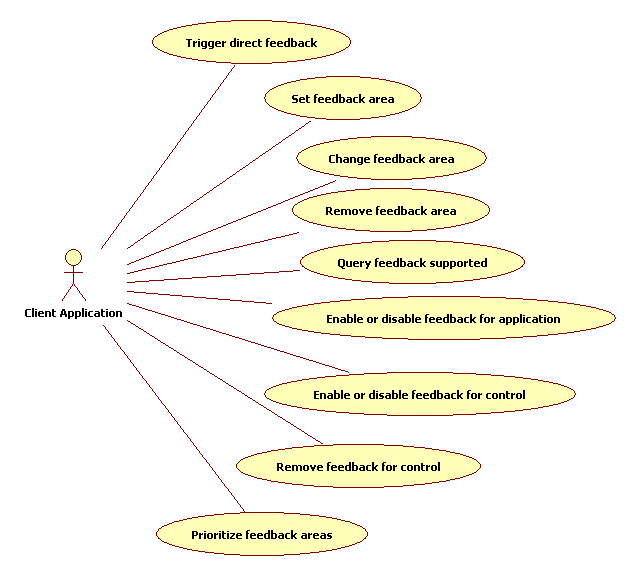 Trigger direct feedback
Set feedback area
Change feedback area
Remove feedback area
Query feedback supported
Client Application
Enable or disable feedback for application
Enable or disable feedback for control
Remove feedback for control
Prioritize feedback areas